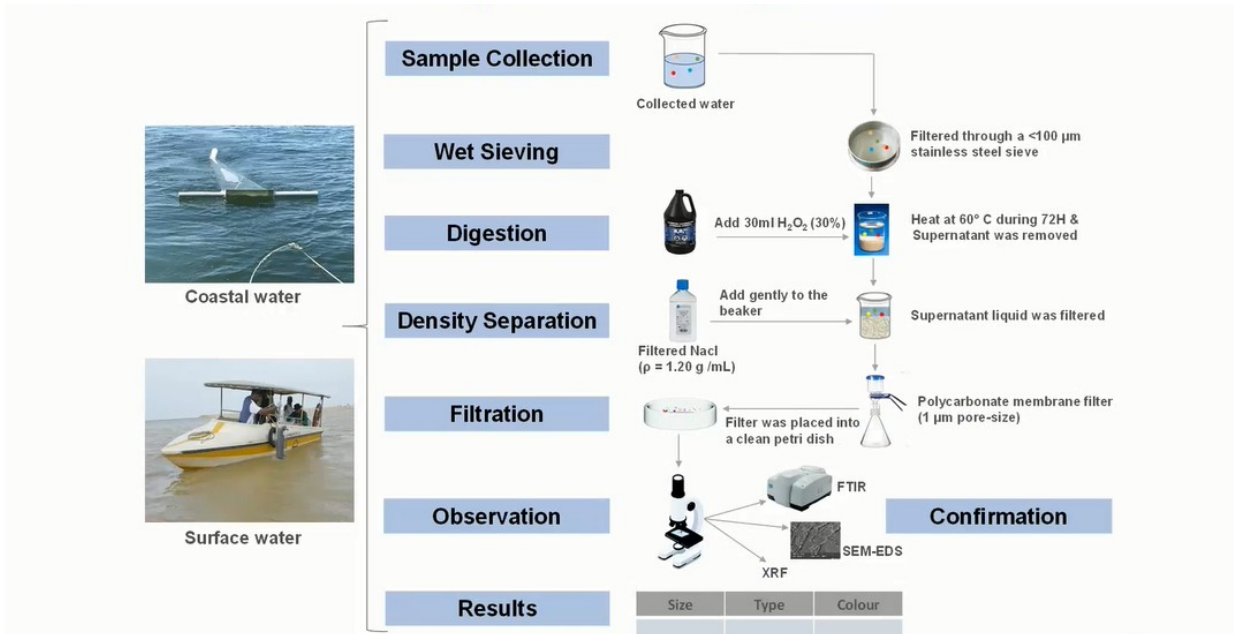 Sample Collection
Collected water
Wet Sieving
Filtered through a <100 µm
stainless steel sieve
Coastal water
Digestion
Add 30ml H₂O₂ (30%)
Heat at 60° C during 72H &
Supernatant was removed
Density Separation
Add gently to the
beaker
Filtered Nacl
(ρ = 1.20 g /mL)
Supernatant liquid was filtered
Surface water
Filtration
Filter was placed into
a clean petri dish
Polycarbonate membrane filter
(1 µm pore-size)
Observation
FTIR
SEM-EDS
XRF
Confirmation
Results
Size Type Colour